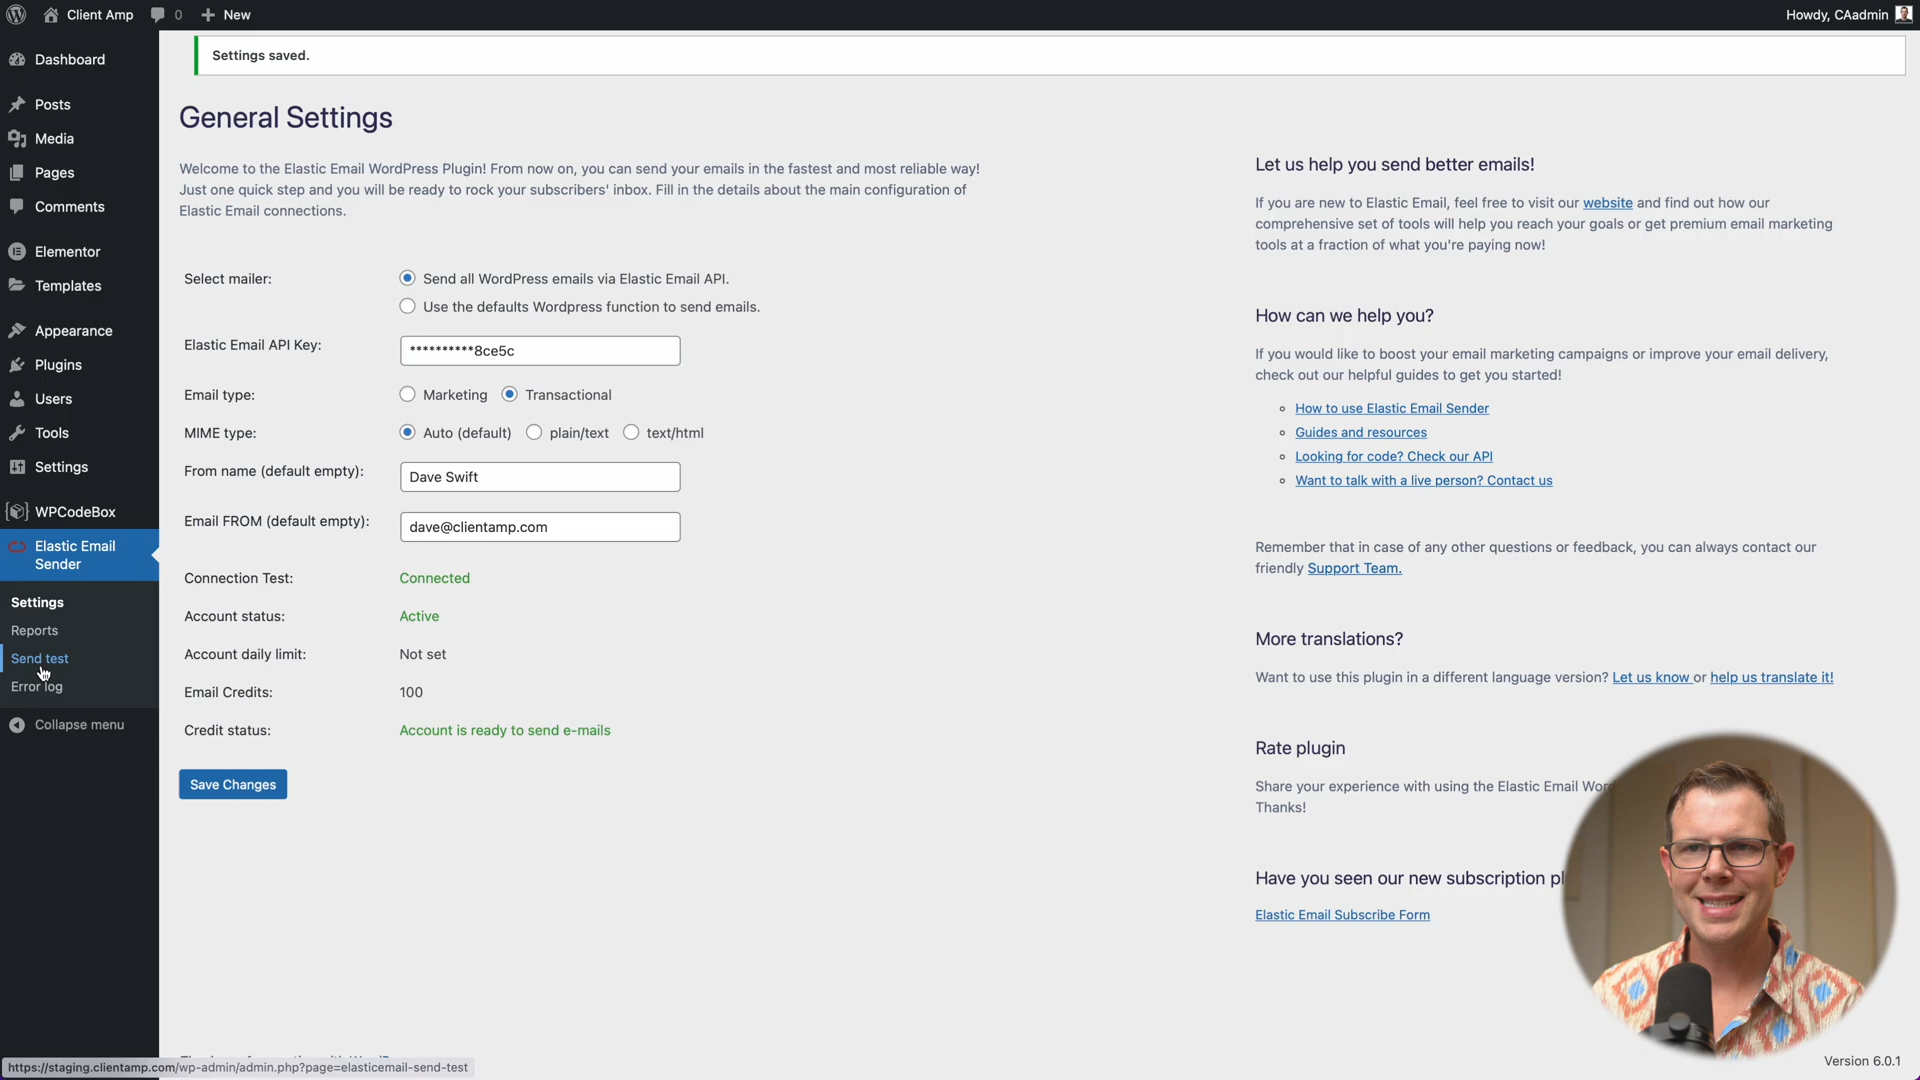 Client Amp
0
New
Howdy, CAadmin
Dashboard
Posts
Media
Pages
Comments
Elementor
Templates
Appearance
Plugins
Users
Tools
Settings
WPCodeBox
Elastic Email
Sender
Settings
Reports
Send test
Error log
Collapse menu
Settings saved.
General Settings
Welcome to the Elastic Email WordPress Plugin! From now on, you can send your emails in the fastest and most reliable way!
Just one quick step and you will be ready to rock your subscribers' inbox. Fill in the details about the main configuration of
Elastic Email connections.
Select mailer:
Send all WordPress emails via Elastic Email API.
Use the defaults Wordpress function to send emails.
Elastic Email API Key:
**********8ce5c
Email type:
Marketing
Transactional
MIME type:
Auto (default)
plain/text
text/html
From name (default empty):
Dave Swift
Email FROM (default empty):
dave@clientamp.com
Connection Test:
Connected
Account status:
Active
Account daily limit:
Not set
Email Credits:
100
Credit status:
Account is ready to send e-mails
Save Changes
Let us help you send better emails!
If you are new to Elastic Email, feel free to visit our website and find out how our
comprehensive set of tools will help you reach your goals or get premium email marketing
tools at a fraction of what you're paying now!
How can we help you?
If you would like to boost your email marketing campaigns or improve your email delivery,
check out our helpful guides to get you started!
How to use Elastic Email Sender
Guides and resources
Looking for code? Check our API
Want to talk with a live person? Contact us
Remember that in case of any other questions or feedback, you can always contact our
friendly Support Team.
More translations?
Want to use this plugin in a different language version? Let us know or help us translate it!
Rate plugin
Share your experience with using the Elastic Email
Thanks!
Have you seen our new subscription
Elastic Email Subscribe Form
https://staging.clientamp.com/wp-admin/admin.php?page=elasticemail-send-test
Version 6.0.1